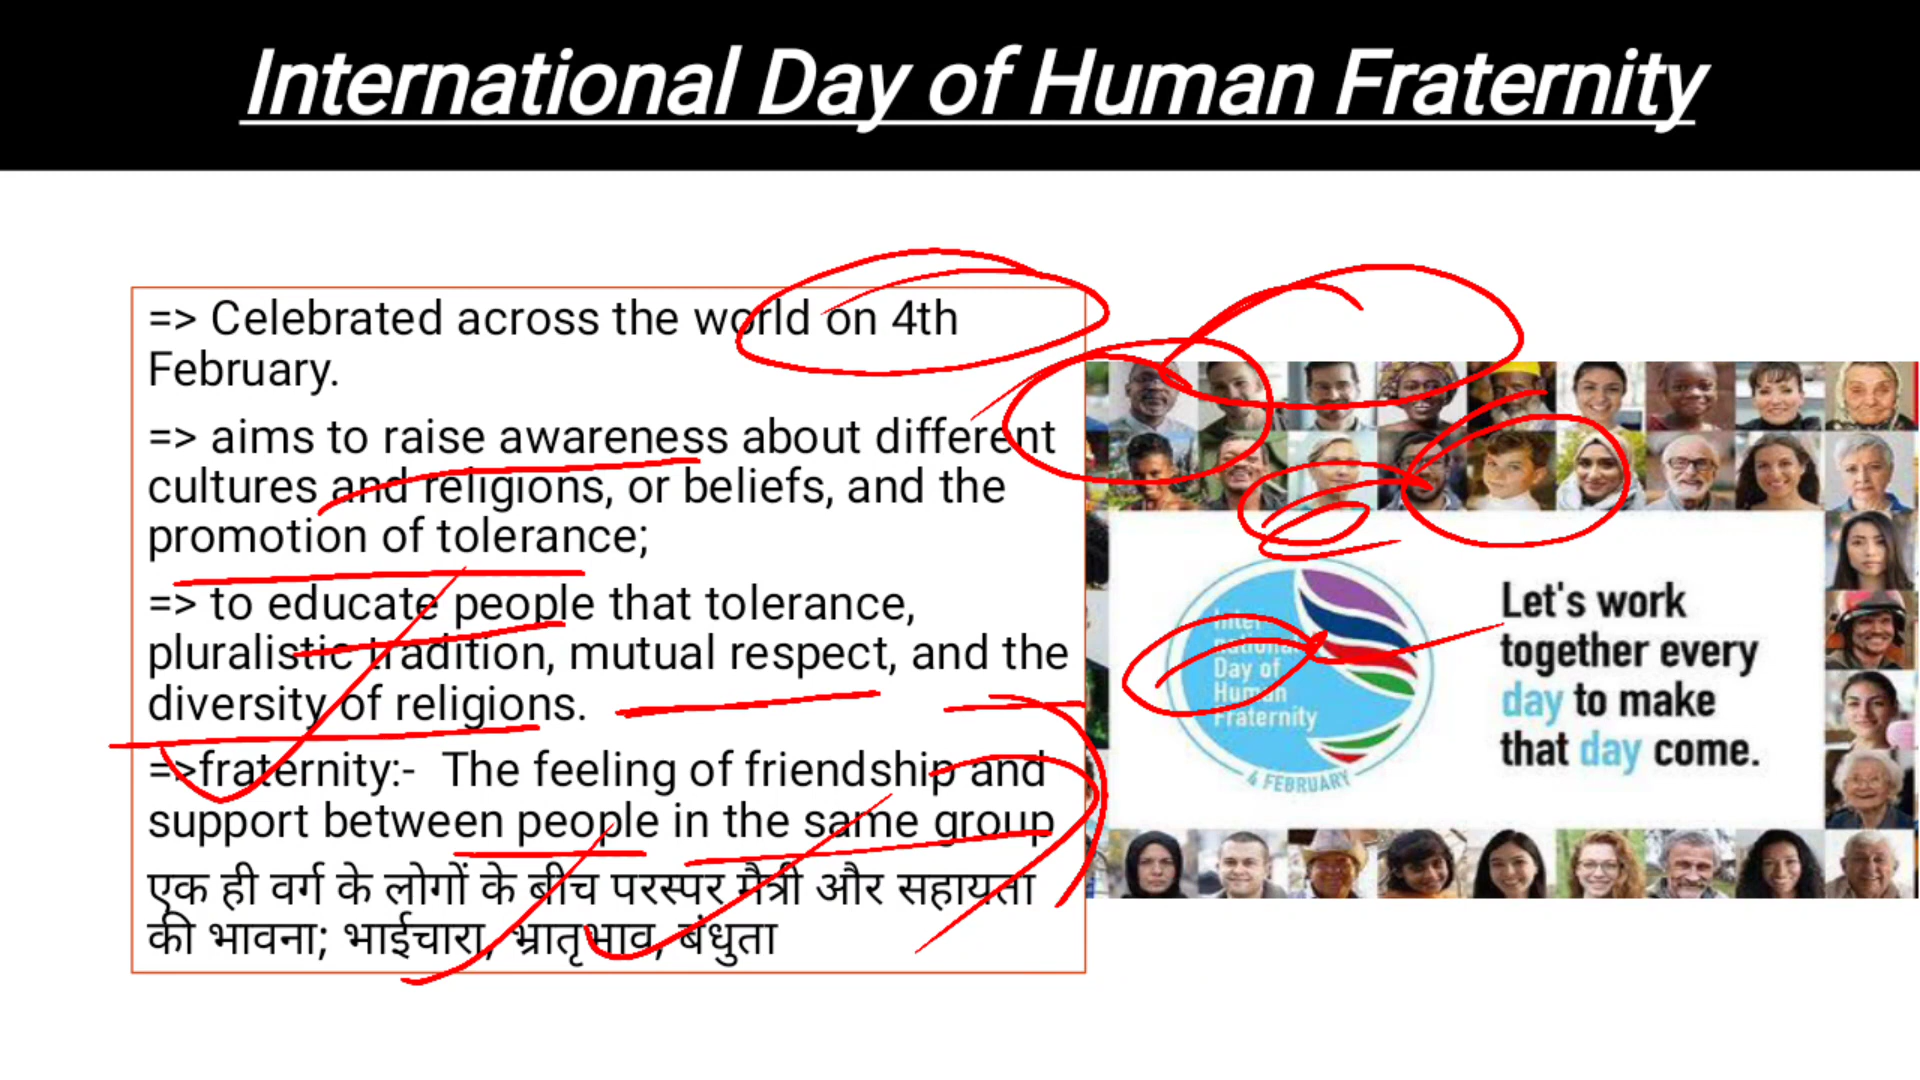 International Day of Human Fraternity
=> Celebrated across the world on 4th
February.
=> aims to raise awareness about different
cultures and religions, or beliefs, and the
promotion of tolerance;
=> to educate people that tolerance,
pluralistic tradition, mutual respect, and the
diversity of religions.
=>fraternity:- The feeling of friendship and
support between people in the same group
एक ही वर्ग के लोगों के बीच परस्पर मैत्री और सहायता
की भावना; भाईचारा, भ्रातृभाव, बंधुता
Inter
national
Day of
Human
Fraternity
4 FEBRUARY
Let's work
together every
day to make
that day come.